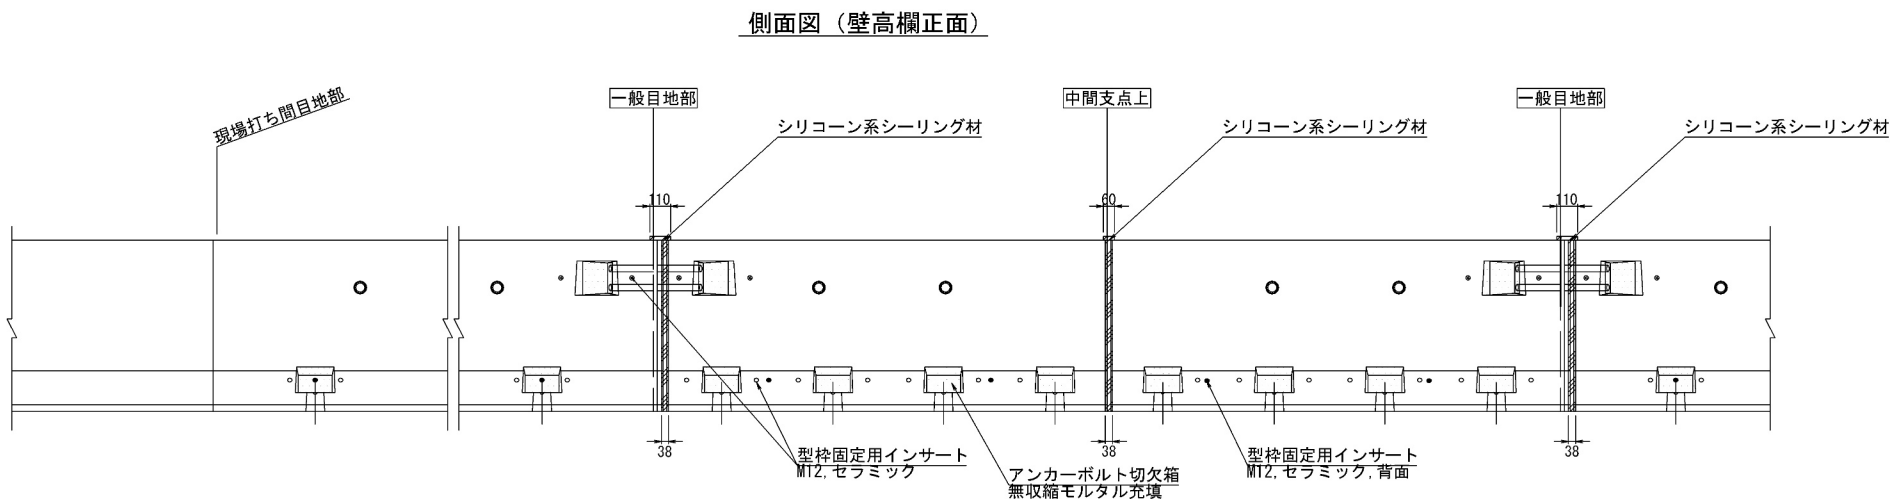 側面図（壁高欄正面）
現場打ち間目地部
一般目地部
中間支点上
一般目地部
シリコーン系シーリング材
シリコーン系シーリング材
シリコーン系シーリング材
110
60
110
38
38
38
型枠固定用インサート
M12,セラミック
アンカーボルト切欠箱
無収縮モルタル充填
型枠固定用インサート
M12,セラミック,背面